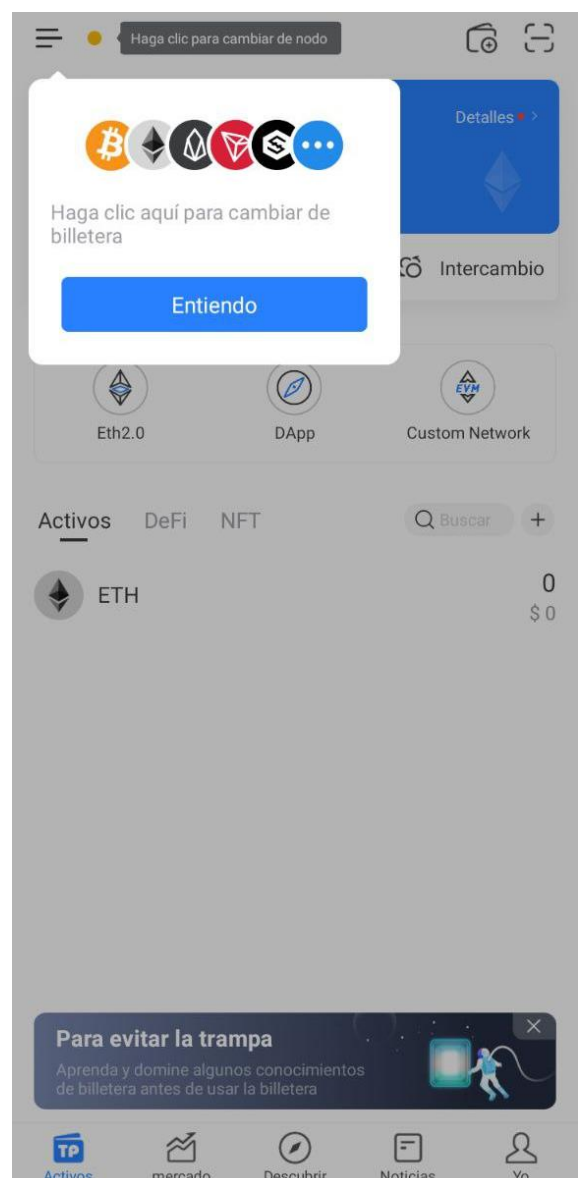 Haga clic para cambiar de nodo
Detalles
Haga clic aquí para cambiar de
billetera
Entiendo
Intercambio
Eth2.0
DApp
EVM
Custom Network
Activos DeFi NFT
Buscar
ETH
0
$ 0
Para evitar la trampa
Aprenda y domine algunos conocimientos
de billetera antes de usar la billetera
TP
Activos mercado Descubrir Noticias Yo